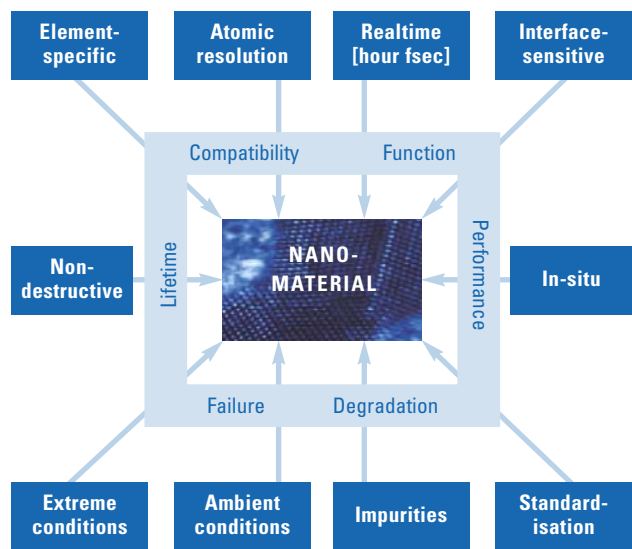 Element-
specific
Atomic
resolution
Realtime
[hour fsec]
Interface-
sensitive
Compatibility
Function
Non-
destructive
Lifetime
NANO-
MATERIAL
Performance
In-situ
Failure
Degradation
Extreme
conditions
Ambient
conditions
Impurities
Standard-
isation